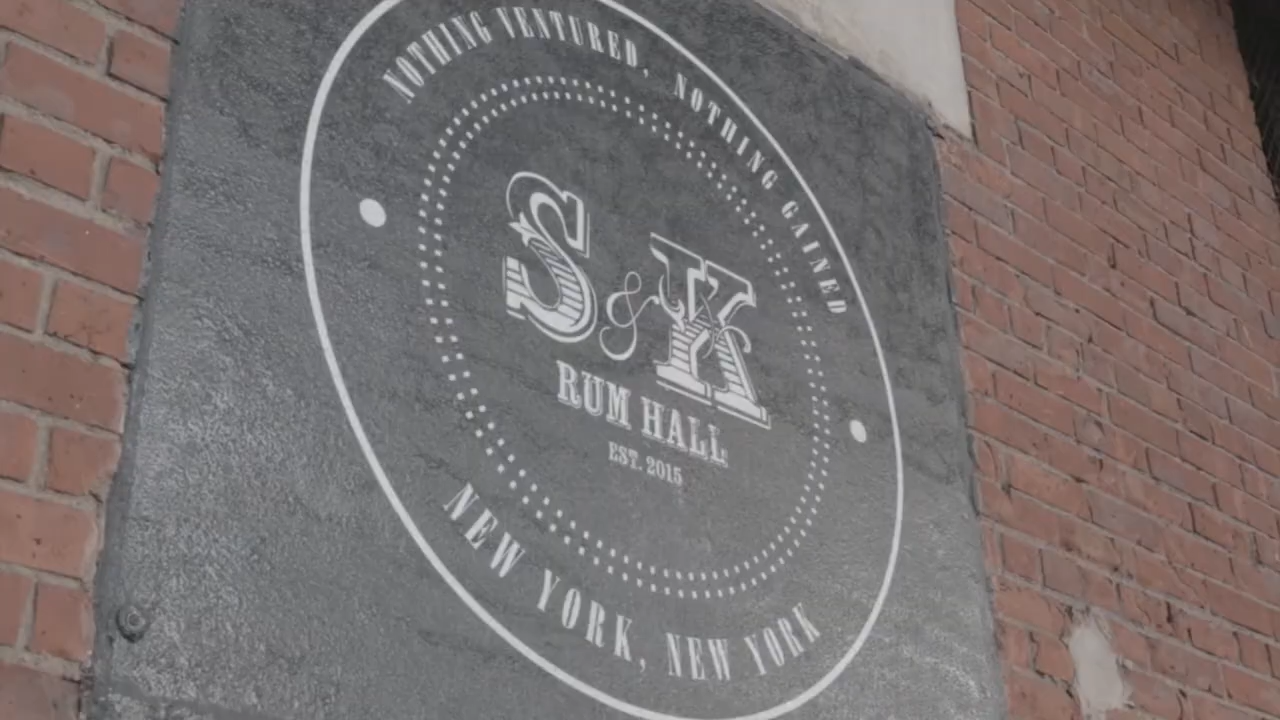 NOTHING VENTURED, NOTHING GAINED
S & K
RUM HALL
EST. 2015
NEW YORK, NEW YORK